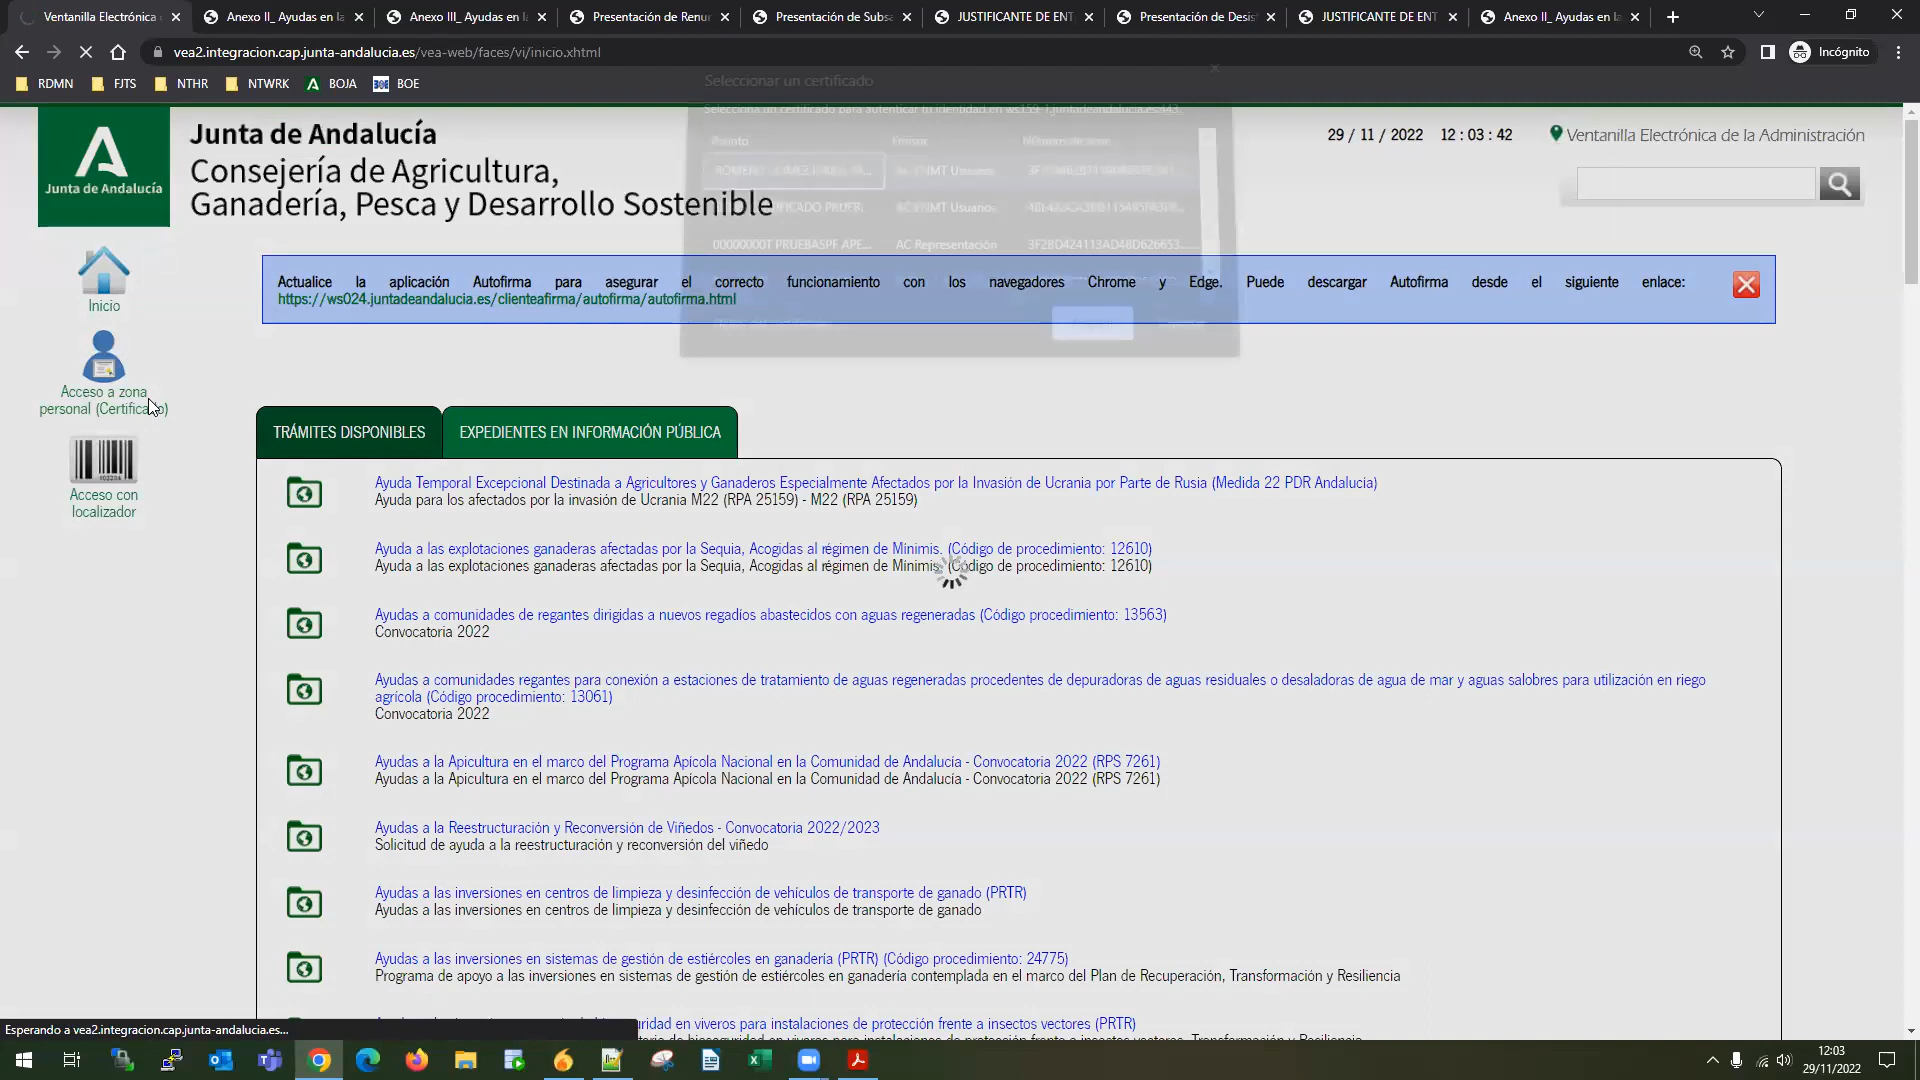 Ventanilla Electrónica
Anexo II_ Ayudas en la
Anexo III_ Ayudas en
Presentación de Renun
Presentación de Subsa
JUSTIFICANTE DE ENT
Presentación de Desis
JUSTIFICANTE DE ENT
Anexo II_ Ayudas en la
vea2.integracion.cap.junta-andalucia.es/vea-web/faces/vi/inicio.xhtml
Incógnito
RDMN
FJTS
NTHR
NTWRK
BOJA
BOE
Seleccionar un certificado
Selecciona un certificado para autenticar tu identidad en
Junta de Andalucía
Junta de Andalucía
Consejería de Agricultura,
Ganadería, Pesca y Desarrollo Sostenible
29 / 11 / 2022 12 : 03 : 42
Ventanilla Electrónica de la Administración
00000000T PRUEBASPF APE... AC Representación 3F2BD424113AD48D626653...
Inicio
Acceso a zona
personal (Certificado)
Acceso con
localizador
Actualice la aplicación Autofirma para asegurar el correcto funcionamiento con los navegadores Chrome y Edge. Puede descargar Autofirma desde el siguiente enlace:
https://ws024.juntadeandalucia.es/clienteafirma/autofirma/autofirma.html
TRÁMITES DISPONIBLES
EXPEDIENTES EN INFORMACIÓN PÚBLICA
Ayuda Temporal Excepcional Destinada a Agricultores y Ganaderos Especialmente Afectados por la Invasión de Ucrania por Parte de Rusia (Medida 22 PDR Andalucia)
Ayuda para los afectados por la invasión de Ucrania M22 (RPA 25159) - M22 (RPA 25159)
Ayuda a las explotaciones ganaderas afectadas por la Sequia, Acogidas al régimen de Minimis. (Código de procedimiento: 12610)
Ayuda a las explotaciones ganaderas afectadas por la Sequia, Acogidas al régimen de Minimis. (Código de procedimiento: 12610)
Ayudas a comunidades de regantes dirigidas a nuevos regadíos abastecidos con aguas regeneradas (Código procedimiento: 13563)
Convocatoria 2022
Ayudas a comunidades regantes para conexión a estaciones de tratamiento de aguas regeneradas procedentes de depuradoras de aguas residuales o desaladoras de agua de mar y aguas salobres para utilización en riego
agrícola (Código procedimiento: 13061)
Convocatoria 2022
Ayudas a la Apicultura en el marco del Programa Apícola Nacional en la Comunidad de Andalucía - Convocatoria 2022 (RPS 7261)
Ayudas a la Apicultura en el marco del Programa Apícola Nacional en la Comunidad de Andalucía - Convocatoria 2022 (RPS 7261)
Ayudas a la Reestructuración y Reconversión de Viñedos - Convocatoria 2022/2023
Solicitud de ayuda a la reestructuración y reconversión del viñedo
Ayudas a las inversiones en centros de limpieza y desinfección de vehículos de transporte de ganado (PRTR)
Ayudas a las inversiones en centros de limpieza y desinfección de vehículos de transporte de ganado
Ayudas a las inversiones en sistemas de gestión de estiércoles en ganadería (PRTR) (Código procedimiento: 24775)
Programa de apoyo a las inversiones en sistemas de gestión de estiércoles en ganadería contemplada en el marco del Plan de Recuperación, Transformación y Resiliencia
en viveros para instalaciones de protección frente a insectos vectores (PRTR)
Esperando a vea2.integracion.cap.junta-andalucia.es...
12:03
29/11/2022